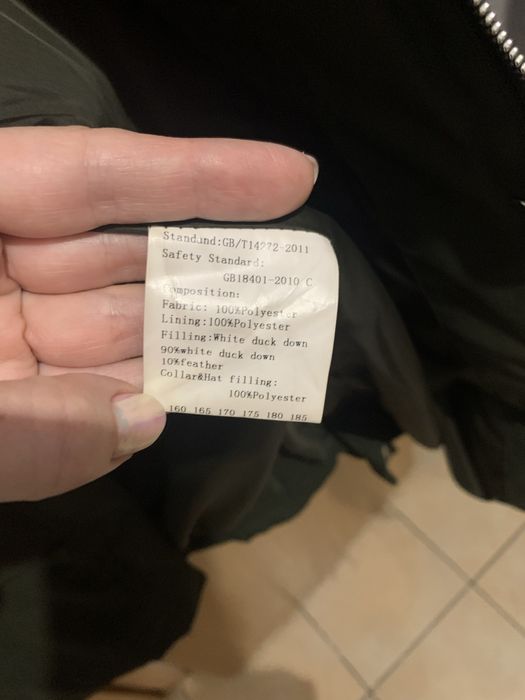 Standund:GB/T14272-2011
Safety Standard:
GB18401-2010 C
Composition:
Fabric: 100%Polyester
Lining:100%Polyester
Filling:White duck down
90%white duck down
10%feather
Collar&Hat filling:
100%Polyester
160 165 170 175 180 185